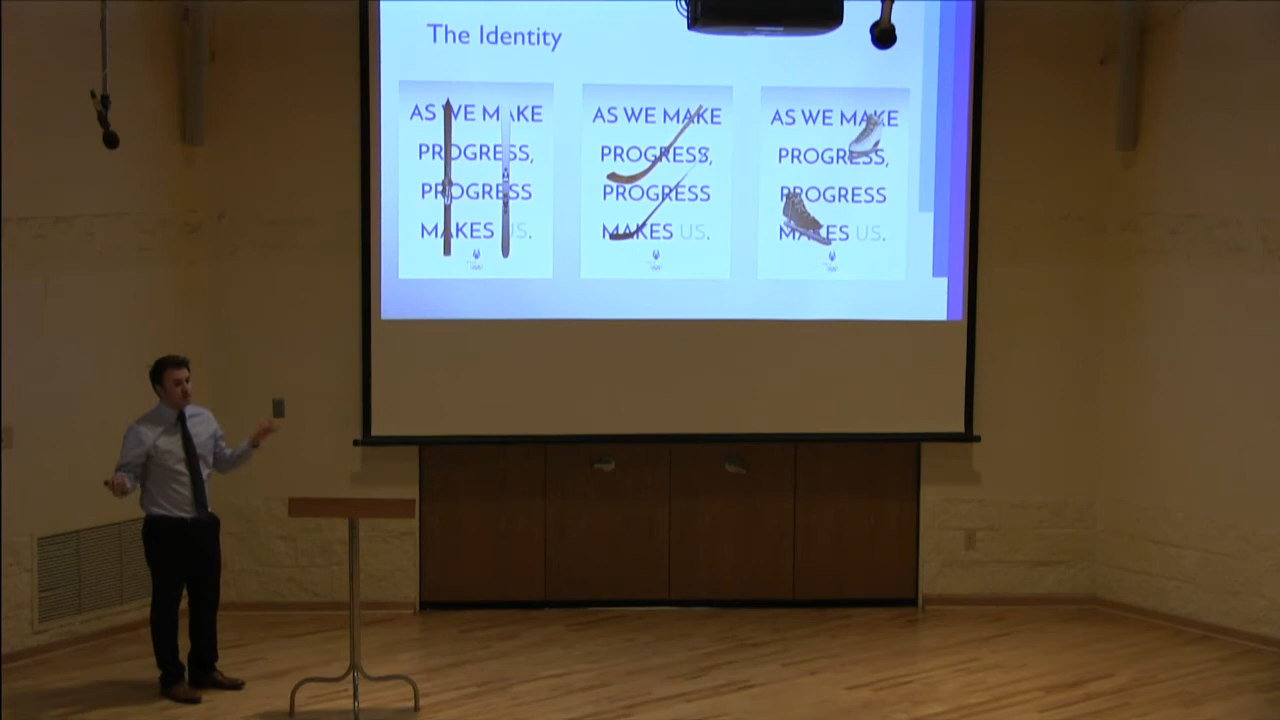 The Identity
AS WE MAKE
PROGRESS,
PROGRESS
MAKES US.
AS WE MAKE
PROGRESS,
PROGRESS
MAKES US.
AS WE MAKE
PROGRESS,
PROGRESS
MAKES US.